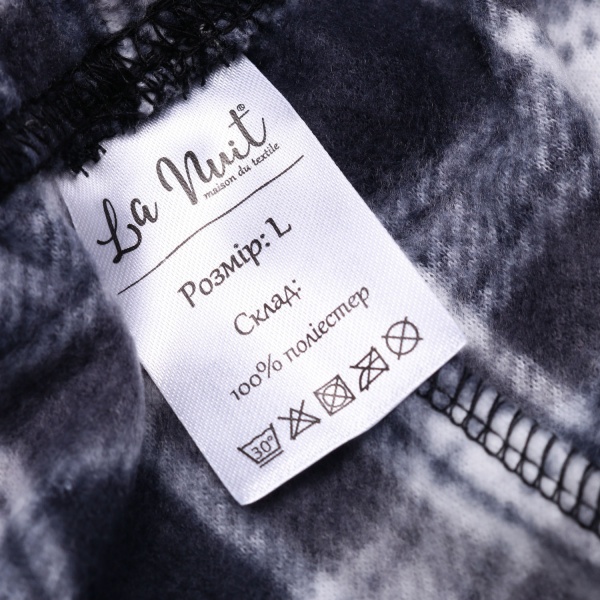 La Nuit®
maison du textile
Розмір: L
Склад:
100% поліестер
30°